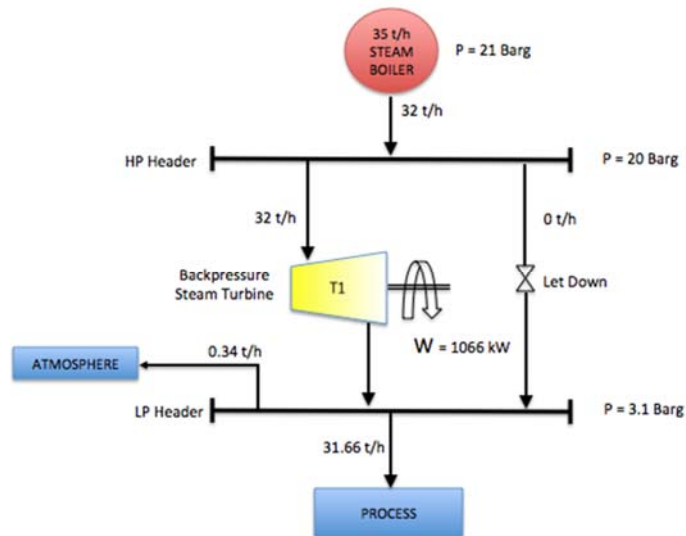 35 t/h
STEAM
BOILER
P = 21 Barg
32 t/h
HP Header
P = 20 Barg
32 t/h
0 t/h
Backpressure
Steam Turbine
T1
Let Down
W = 1066 kW
0.34 t/h
ATMOSPHERE
LP Header
P = 3.1 Barg
31.66 t/h
PROCESS